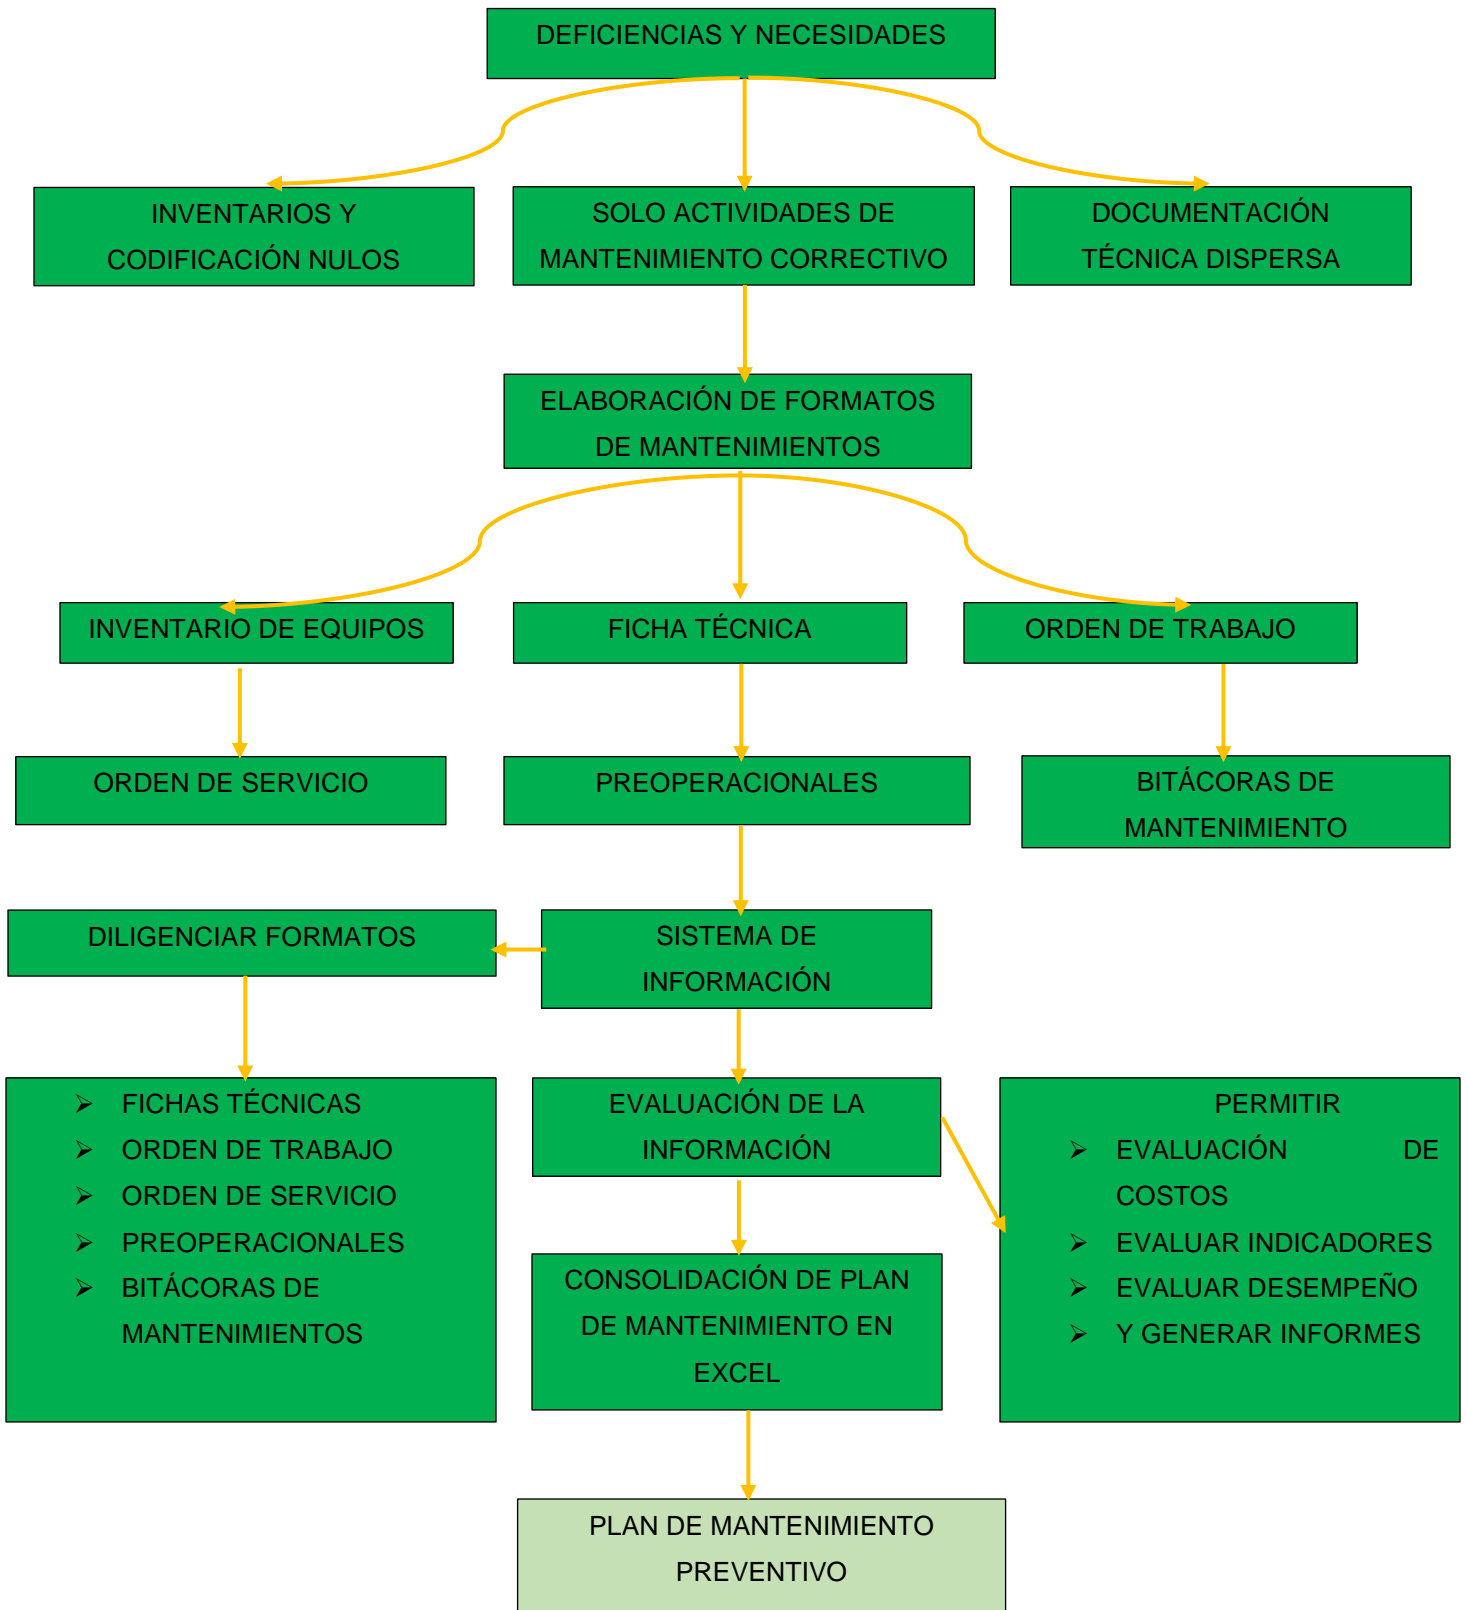 DEFICIENCIAS Y NECESIDADES
INVENTARIOS Y
CODIFICACIÓN NULOS
SOLO ACTIVIDADES DE
MANTENIMIENTO CORRECTIVO
DOCUMENTACIÓN
TÉCNICA DISPERSA
ELABORACIÓN DE FORMATOS
DE MANTENIMIENTOS
INVENTARIO DE EQUIPOS
FICHA TÉCNICA
ORDEN DE TRABAJO
ORDEN DE SERVICIO
PREOPERACIONALES
BITÁCORAS DE
MANTENIMIENTO
DILIGENCIAR FORMATOS
SISTEMA DE
INFORMACIÓN
➢ FICHAS TÉCNICAS
➢ ORDEN DE TRABAJO
➢ ORDEN DE SERVICIO
➢ PREOPERACIONALES
➢ BITÁCORAS DE
MANTENIMIENTOS
EVALUACIÓN DE LA
INFORMACIÓN
PERMITIR
➢ EVALUACIÓN DE
COSTOS
➢ EVALUAR INDICADORES
➢ EVALUAR DESEMPEÑO
➢ Y GENERAR INFORMES
CONSOLIDACIÓN DE PLAN
DE MANTENIMIENTO EN
EXCEL
PLAN DE MANTENIMIENTO
PREVENTIVO